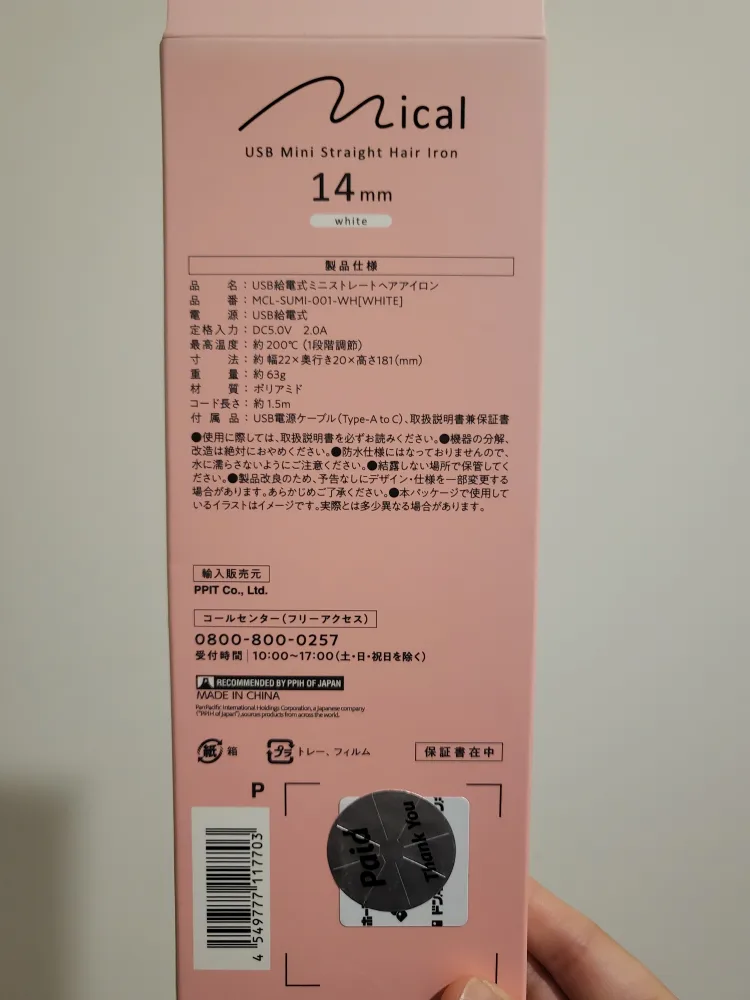 Mical
USB Mini Straight Hair Iron
14mm
white
製品仕様
品　　名：USB給電式ミニストレートヘアアイロン
品　　番：MCL-SUMI-001-WH[WHITE]
電　　源：USB給電式
定格入力：DC5.0V　2.0A
最高温度：約200℃（1段階調節）
寸　　法：約 幅22×奥行き20×高さ181(mm)
重　　量：約 63g
材　　質：ポリアミド
コード長さ：約 1.5m
付 属 品：USB電源ケーブル(Type-A to C)、取扱説明書兼保証書
●使用に際しては、取扱説明書を必ずお読みください。●機器の分解、
改造は絶対におやめください。●防水仕様にはなっておりませんので、
水に濡らさないようにご注意ください。●結露しない場所で保管してく
ださい。●製品改良のため、予告なしにデザイン・仕様を一部変更する
場合があります。あらかじめご了承ください。●本パッケージで使用して
いるイラストはイメージです。実際とは多少異なる場合があります。
輸入販売元
PPIT Co., Ltd.
コールセンター（フリーアクセス）
0800-800-0257
受付時間｜10:00～17:00（土・日・祝日を除く）
RECOMMENDED BY PPIH OF JAPAN
MADE IN CHINA
Pan Pacific International Holdings Corporation, a Japanese company
("PPIH of Japan"), sources products from across the world.
紙 箱 プラ トレー、フィルム 保証書在中
P
Paid
Thank You
ドン
4 549777 117703